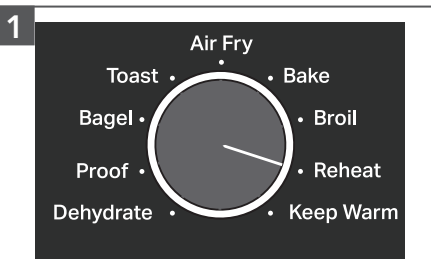 1
Air Fry
Toast
Bake
Bagel
Broil
Proof
Reheat
Dehydrate
Keep Warm